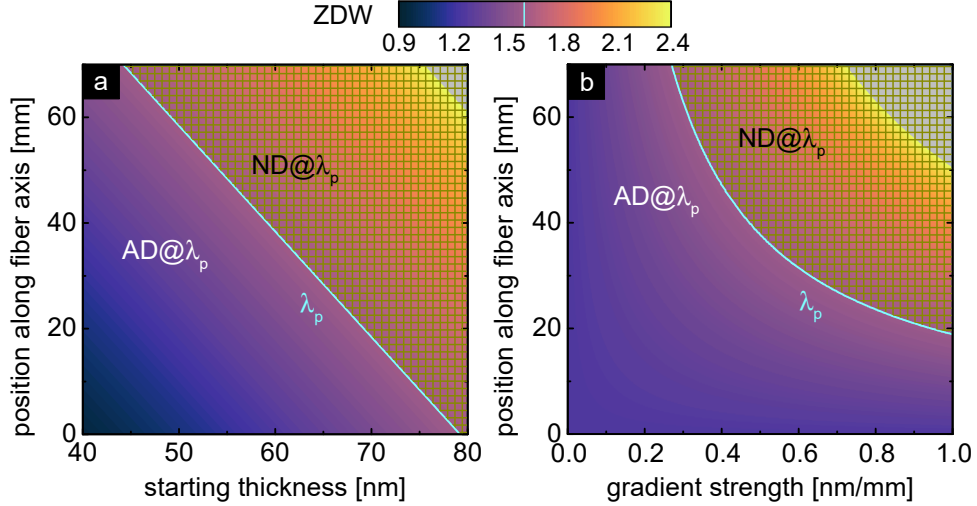 ZDW
0.9 1.2 1.5 1.8 2.1 2.4
a
ND@λp
AD@λp
λp
position along fiber axis [mm]
0 20 40 60
40 50 60 70 80
starting thickness [nm]
b
ND@λp
AD@λp
λp
position along fiber axis [mm]
0 20 40 60
0.0 0.2 0.4 0.6 0.8 1.0
gradient strength [nm/mm]